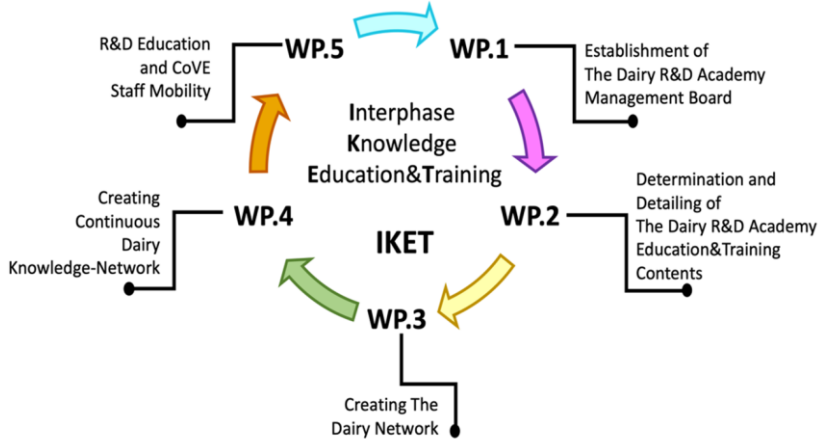 WP.5
R&D Education
and CoVE
Staff Mobility
WP.1
Establishment of
The Dairy R&D Academy
Management Board
Interphase
Knowledge
Education&Training
IKET
WP.4
Creating
Continuous
Dairy
Knowledge-Network
WP.2
Determination and
Detailing of
The Dairy R&D Academy
Education&Training
Contents
WP.3
Creating The
Dairy Network